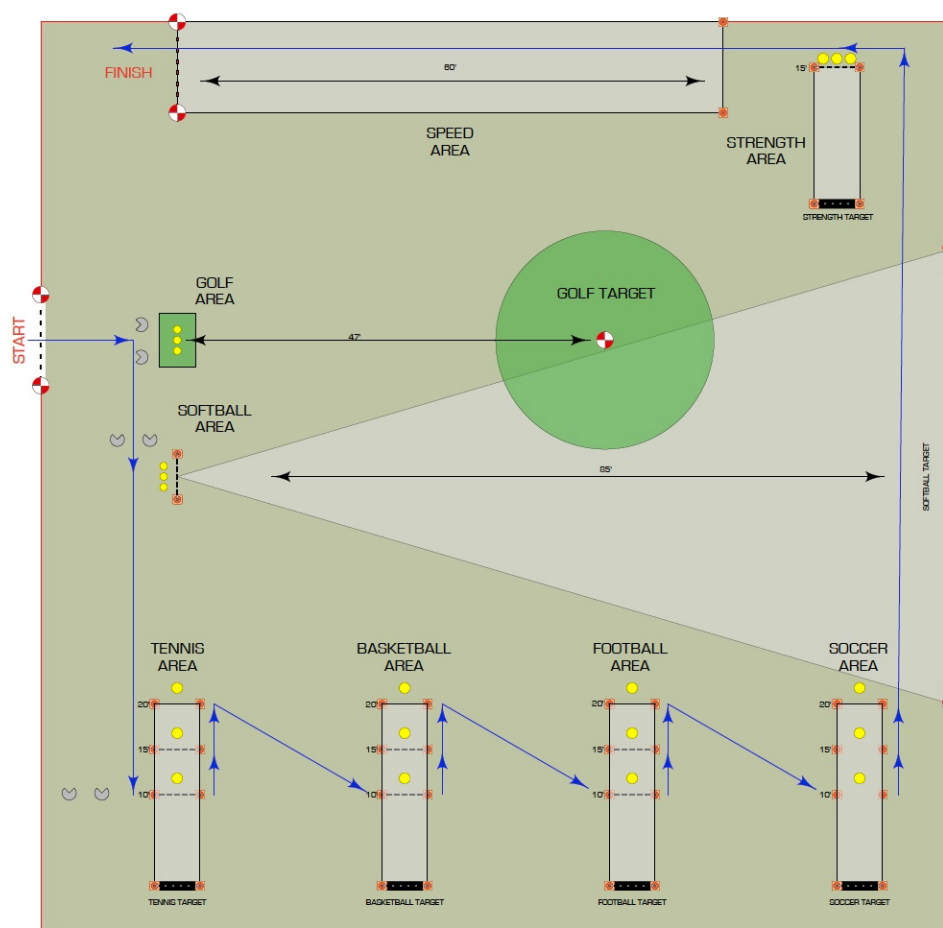 FINISH
60'
SPEED
AREA
15'
STRENGTH
AREA
STRENGTH TARGET
GOLF
AREA
GOLF TARGET
START
47'
SOFTBALL
AREA
85'
SOFTBALL TARGET
TENNIS
AREA
BASKETBALL
AREA
FOOTBALL
AREA
SOCCER
AREA
20'
20'
20'
20'
15'
15'
15'
15'
10'
10'
10'
10'
TENNIS TARGET
BASKETBALL TARGET
FOOTBALL TARGET
SOCCER TARGET